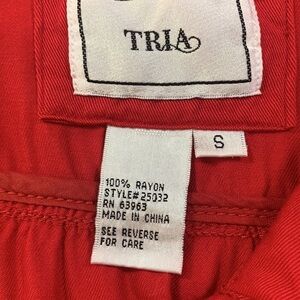 TRIA
S
100% RAYON
STYLE#25032
RN 63963
MADE IN CHINA
SEE REVERSE
FOR CARE